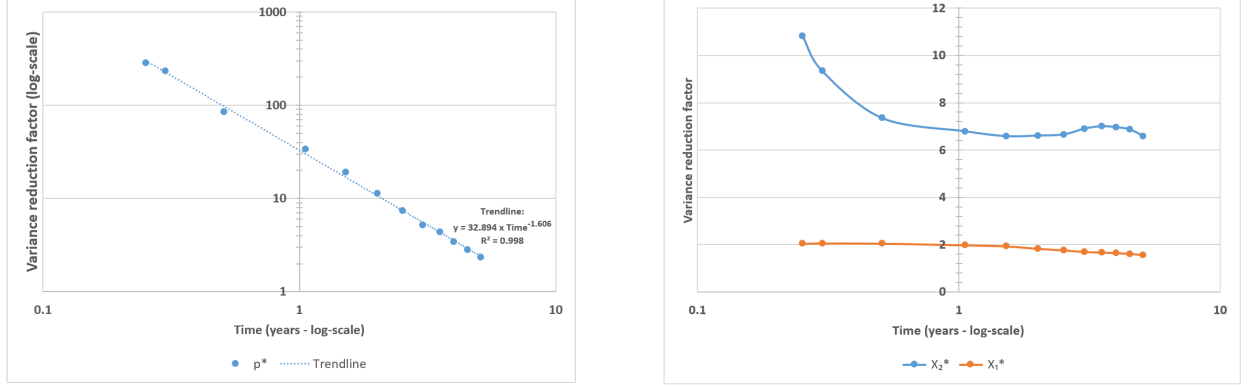 1000
100
10
1
0.1
1
10
Variance reduction factor (log-scale)
Trendline:
y = 32.894 x Time^-1.606
R² = 0.998
Time (years - log-scale)
p* Trendline
12
10
8
6
4
2
0
0.1
1
10
Variance reduction factor
Time (years - log-scale)
X₂* X₁*